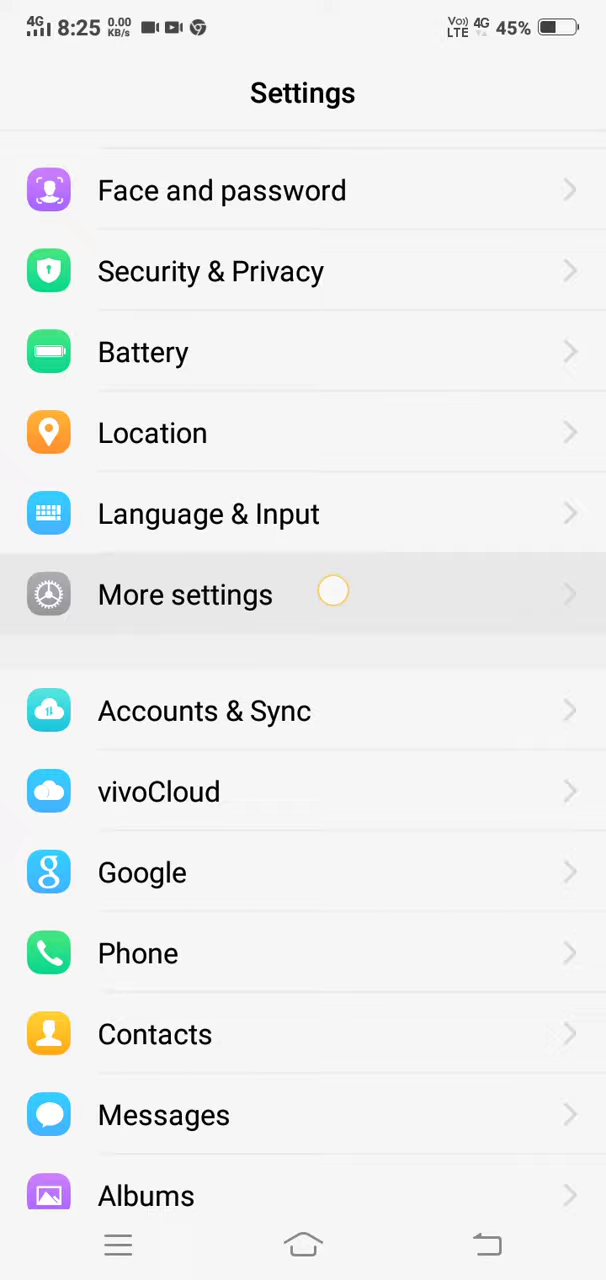 4G 8:25 0.00 KB/s Vo)) LTE 4G 45%
Settings
Face and password
Security & Privacy
Battery
Location
Language & Input
More settings
Accounts & Sync
vivoCloud
Google
Phone
Contacts
Messages
Albums